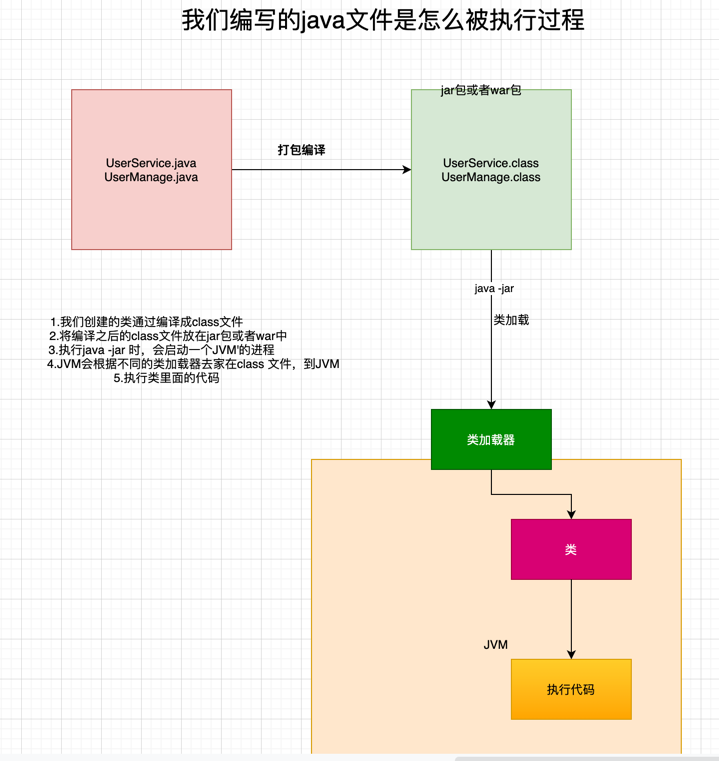 我们编写的java文件是怎么被执行过程
jar包或者war包
UserService.java
UserManage.java
打包编译
UserService.class
UserManage.class
java -jar
类加载
1.我们创建的类通过编译成class文件
2.将编译之后的class文件放在jar包或者war中
3.执行java -jar 时，会启动一个JVM'的进程
4.JVM会根据不同的类加载器去家在class 文件，到JVM
5.执行类里面的代码
类加载器
类
JVM
执行代码